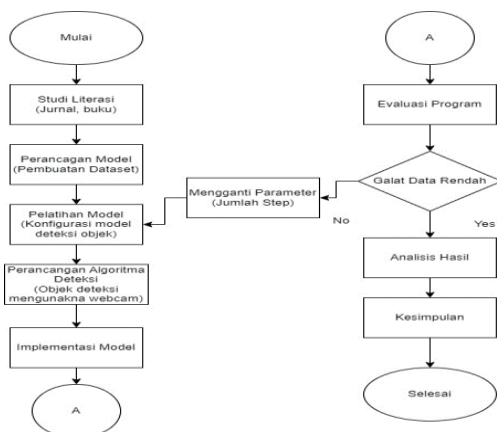 Mulai
Studi Literasi
(Jurnal, buku)
Perancagan Model
(Pembuatan Dataset)
Pelatihan Model
(Konfigurasi model
deteksi objek)
Perancangan Algoritma
Deteksi
(Objek deteksi
mengunakna webcam)
Implementasi Model
A
A
Evaluasi Program
Galat Data Rendah
No
Yes
Mengganti Parameter
(Jumlah Step)
Analisis Hasil
Kesimpulan
Selesai